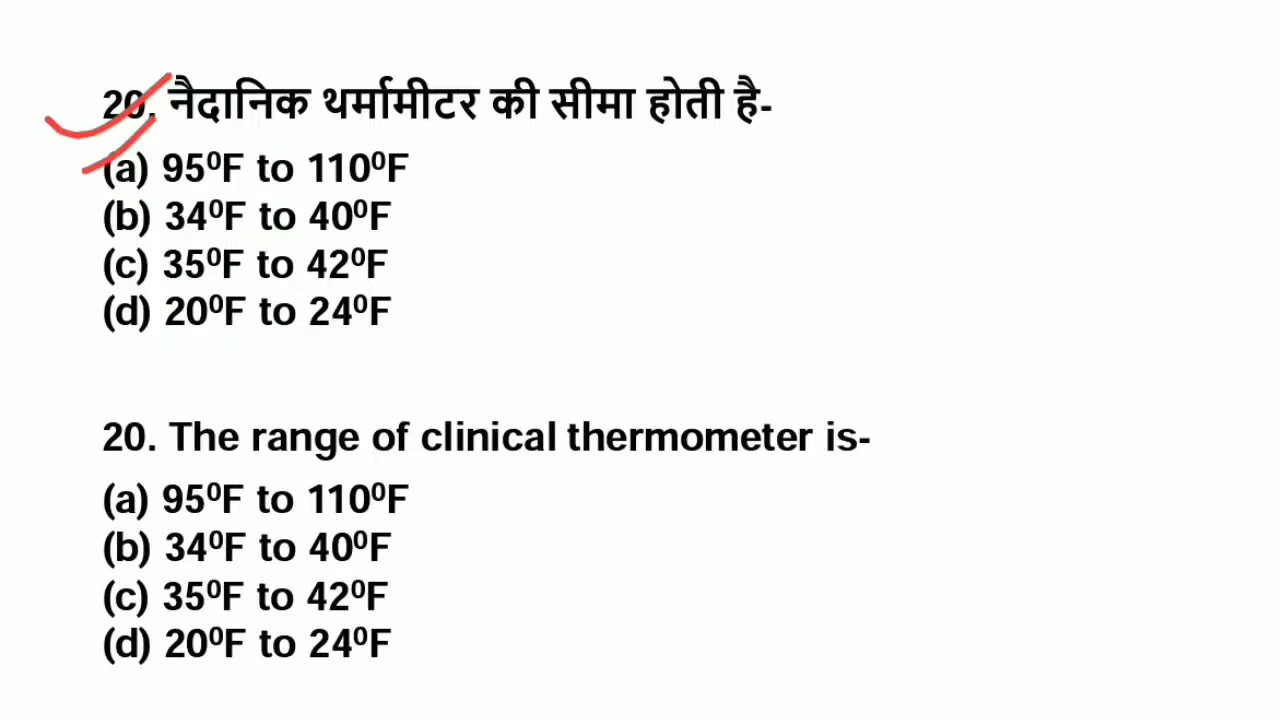 20. नैदानिक थर्मामीटर की सीमा होती है-
(a) 95⁰F to 110⁰F
(b) 34⁰F to 40⁰F
(c) 35⁰F to 42⁰F
(d) 20⁰F to 24⁰F
20. The range of clinical thermometer is-
(a) 95⁰F to 110⁰F
(b) 34⁰F to 40⁰F
(c) 35⁰F to 42⁰F
(d) 20⁰F to 24⁰F